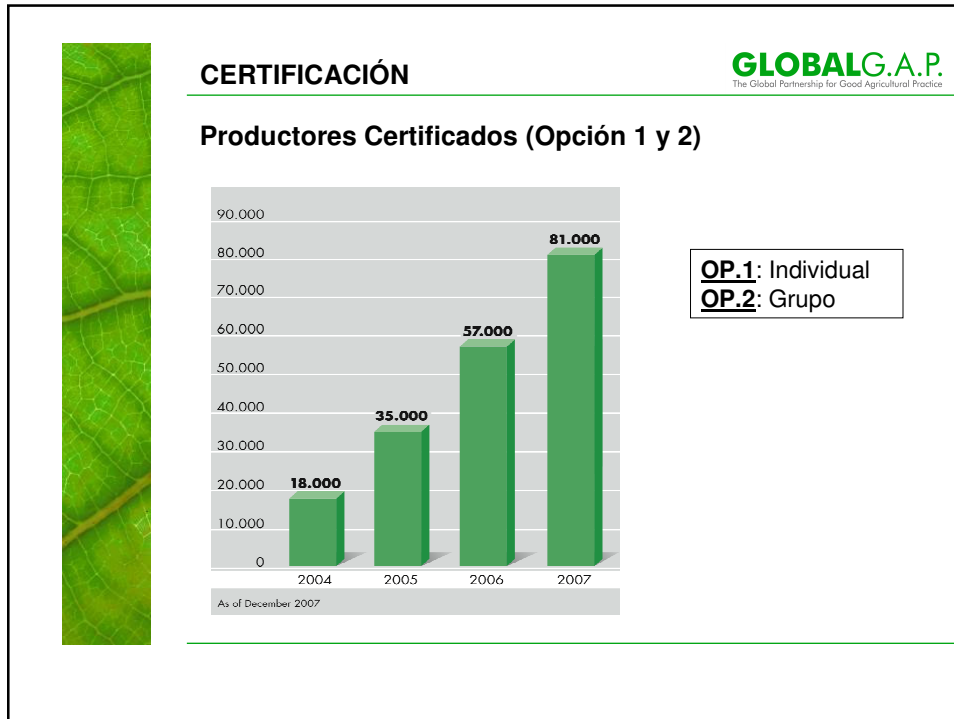 CERTIFICACIÓN
GLOBALG.A.P.
The Global Partnership for Good Agricultural Practice
Productores Certificados (Opción 1 y 2)
90.000
80.000
70.000
60.000
50.000
40.000
30.000
20.000
10.000
0
18.000
35.000
57.000
81.000
2004 2005 2006 2007
As of December 2007
OP.1: Individual
OP.2: Grupo